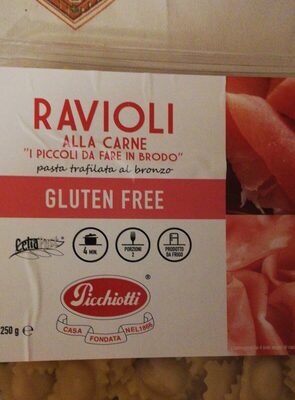 RAVIOLI
ALLA CARNE
"I PICCOLI DA FARE IN BRODO"
pasta trafilata al bronzo
GLUTEN FREE
4 MIN.
PORZIONI
2
PRODOTTO
DA FRIGO
Picchiotti ®
CASA FONDATA NEL 1866
250 g e